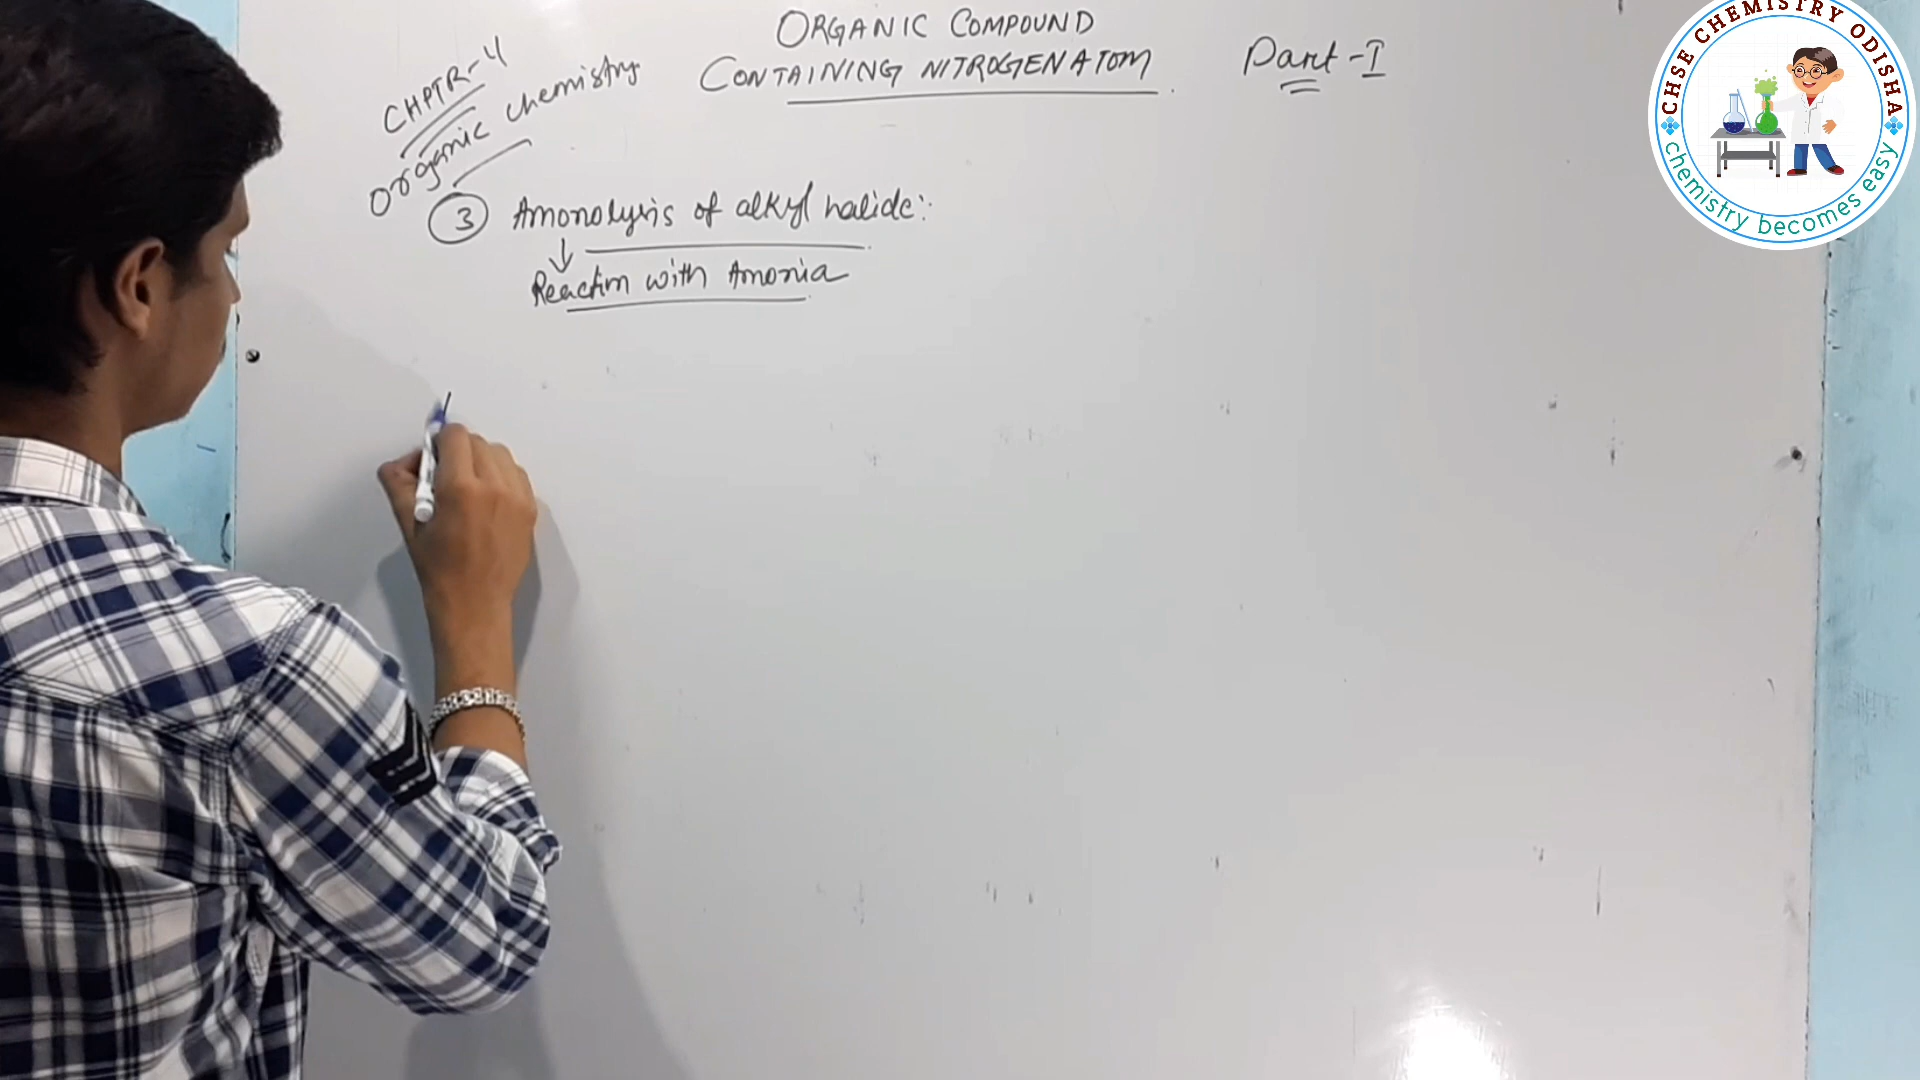 ORGANIC COMPOUND
CONTAINING NITROGEN ATOM. Part-I
CHPTR-4
Organic chemistry
3 Amonolysis of alkyl halide:
Reaction with Amonia
CHSE CHEMISTRY ODISHA
chemistry becomes easy